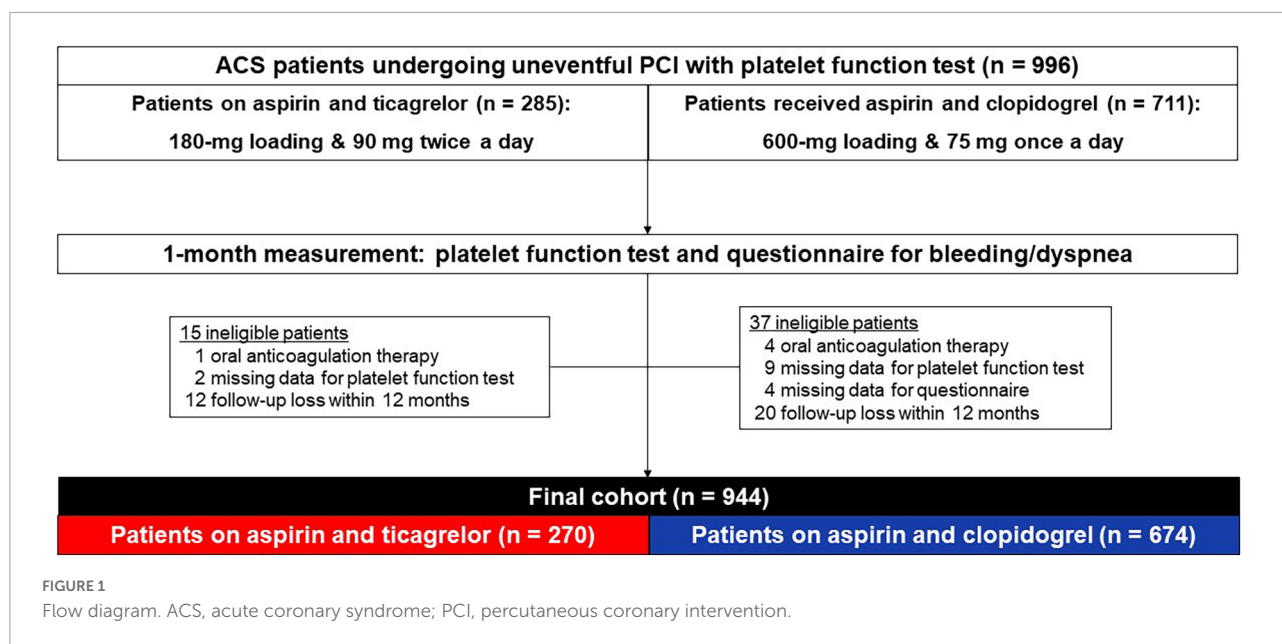 ACS patients undergoing uneventful PCI with platelet function test (n = 996)
Patients on aspirin and ticagrelor (n = 285):
180-mg loading & 90 mg twice a day
Patients received aspirin and clopidogrel (n = 711):
600-mg loading & 75 mg once a day
1-month measurement: platelet function test and questionnaire for bleeding/dyspnea
15 ineligible patients
1 oral anticoagulation therapy
2 missing data for platelet function test
12 follow-up loss within 12 months
37 ineligible patients
4 oral anticoagulation therapy
9 missing data for platelet function test
4 missing data for questionnaire
20 follow-up loss within 12 months
Final cohort (n = 944)
Patients on aspirin and ticagrelor (n = 270)
Patients on aspirin and clopidogrel (n = 674)
FIGURE 1
Flow diagram. ACS, acute coronary syndrome; PCI, percutaneous coronary intervention.